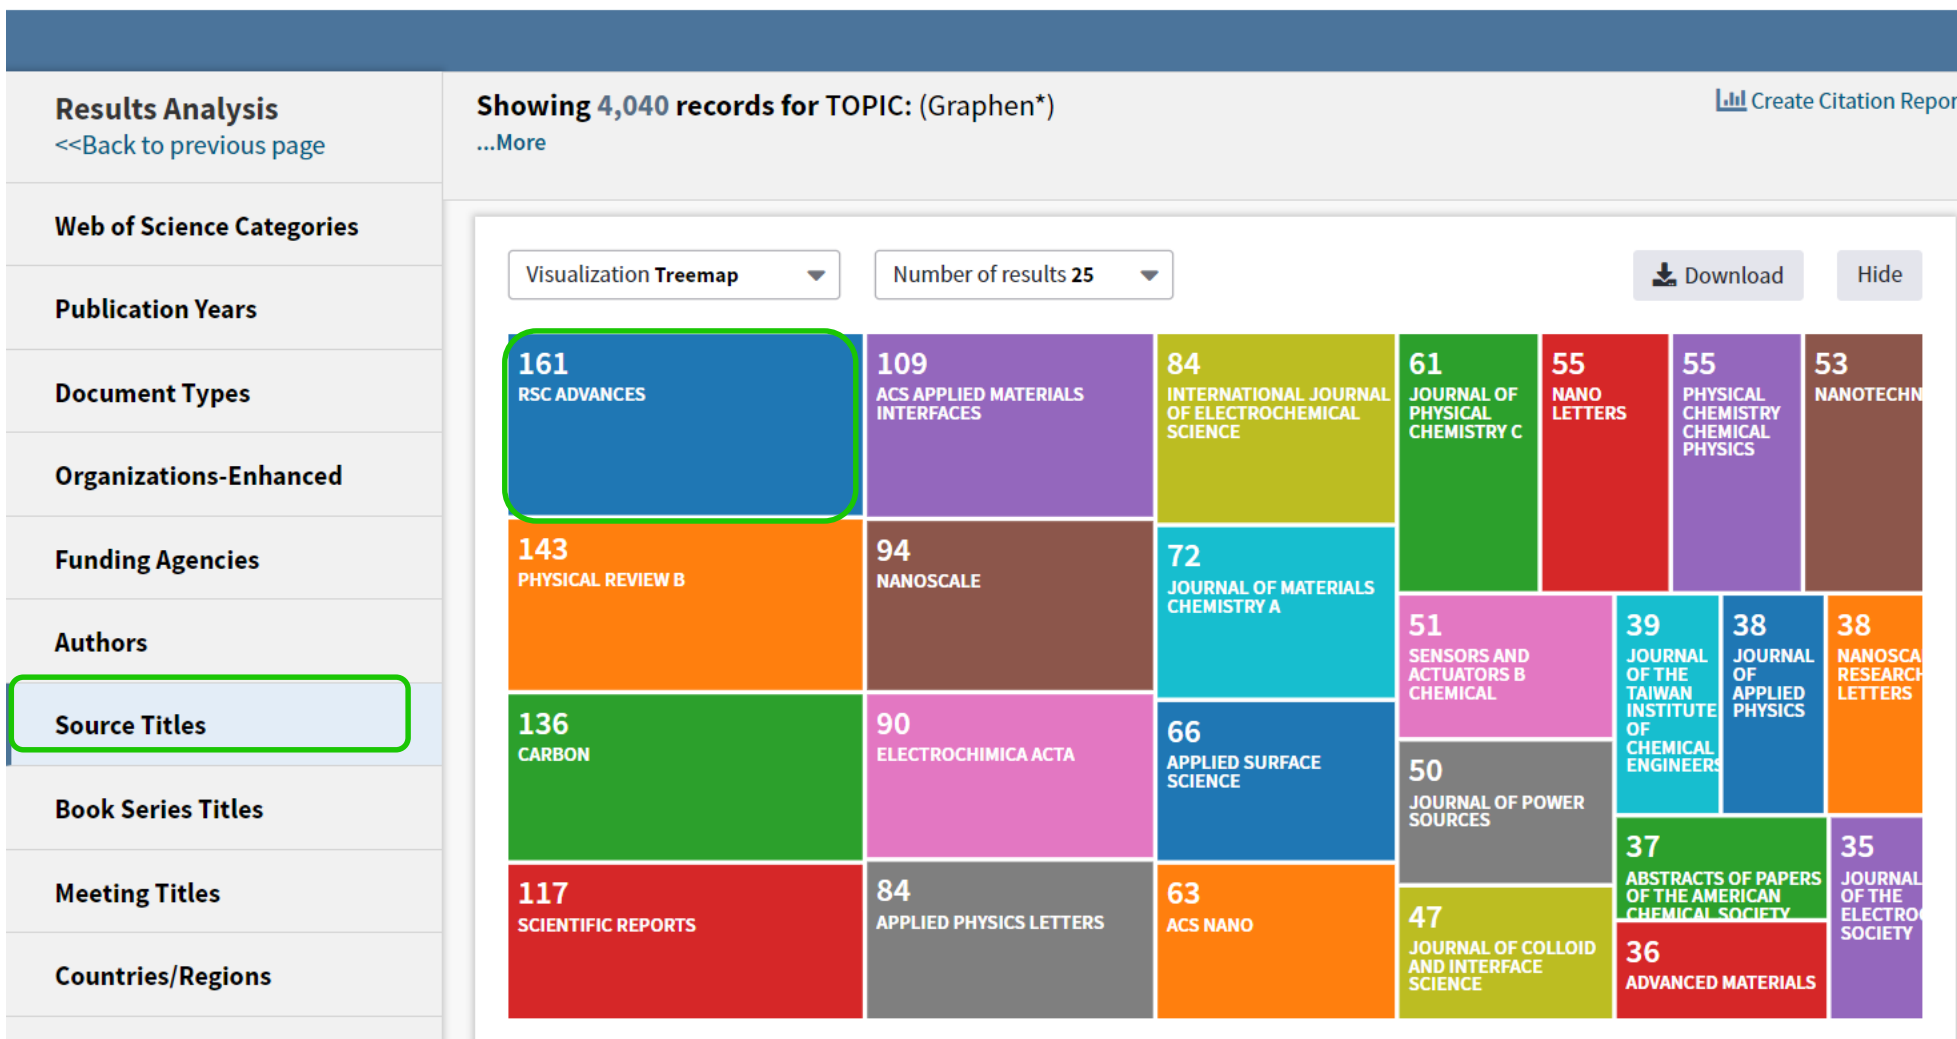 Results Analysis
<<Back to previous page
Showing 4,040 records for TOPIC: (Graphen*)
...More
Create Citation Repor
Web of Science Categories
Publication Years
Document Types
Organizations-Enhanced
Funding Agencies
Authors
Source Titles
Book Series Titles
Meeting Titles
Countries/Regions
Visualization Treemap
Number of results 25
Download
Hide
161
RSC ADVANCES
143
PHYSICAL REVIEW B
136
CARBON
117
SCIENTIFIC REPORTS
109
ACS APPLIED MATERIALS
INTERFACES
94
NANOSCALE
90
ELECTROCHIMICA ACTA
84
APPLIED PHYSICS LETTERS
84
INTERNATIONAL JOURNAL
OF ELECTROCHEMICAL
SCIENCE
72
JOURNAL OF MATERIALS
CHEMISTRY A
66
APPLIED SURFACE
SCIENCE
63
ACS NANO
61
JOURNAL OF
PHYSICAL
CHEMISTRY C
55
NANO
LETTERS
55
PHYSICAL
CHEMISTRY
CHEMICAL
PHYSICS
53
NANOTECHN
51
SENSORS AND
ACTUATORS B
CHEMICAL
50
JOURNAL OF POWER
SOURCES
47
JOURNAL OF COLLOID
AND INTERFACE
SCIENCE
39
JOURNAL
OF THE
TAIWAN
INSTITUTE
OF
CHEMICAL
ENGINEERS
38
JOURNAL
OF
APPLIED
PHYSICS
38
NANOSCA
RESEARCH
LETTERS
37
ABSTRACTS OF PAPERS
OF THE AMERICAN
CHEMICAL SOCIETY
36
ADVANCED MATERIALS
35
JOURNAL
OF THE
ELECTRO
SOCIETY